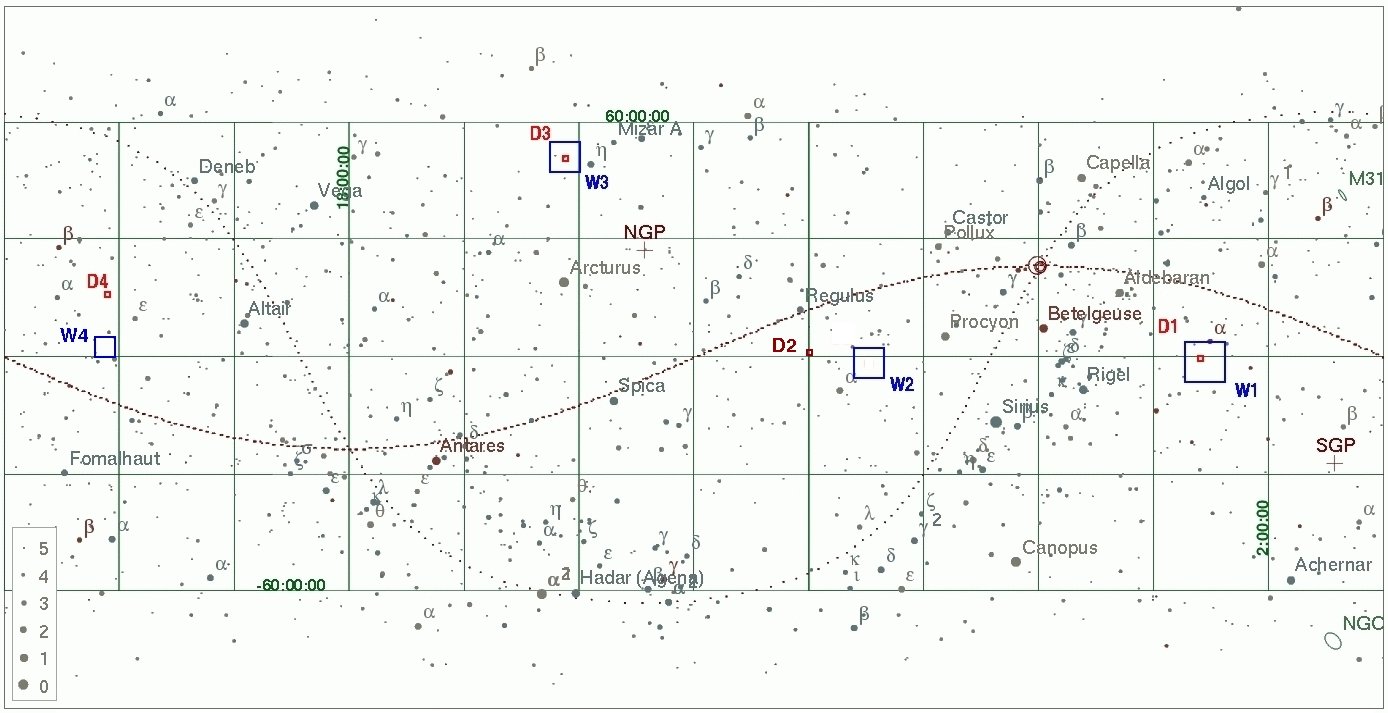 β
α
γ
60:00:00
Mizar A
D3
η
W3
γ
α
β
Deneb
γ
ε
Vega
18:00:00
β
Capella
α
Algol
γ
α
γ
M31
β
β
D4
α
ε
α
NGP
Arcturus
Castor
Pollux
β
δ
β
γ
Aldebaran
α
Altair
α
Regulus
Procyon
Betelgeuse
D1
α
W4
D2
W2
α
Rigel
W1
ζ
η
Spica
γ
Sirius
β
α
β
δ
Antares
SGP
Fomalhaut
σ
ζ
ε
ε
δ
ε
η
λ
κ
θ
θ
η
α
ζ
ε
γ
δ
ζ
λ
γ 2
2:00:00
α
β
α
α
-60:00:00
α 2
Hadar (Agena)
γ
κ
ι
δ
ε
Canopus
Achernar
α
β
NGC
5
4
3
2
1
0